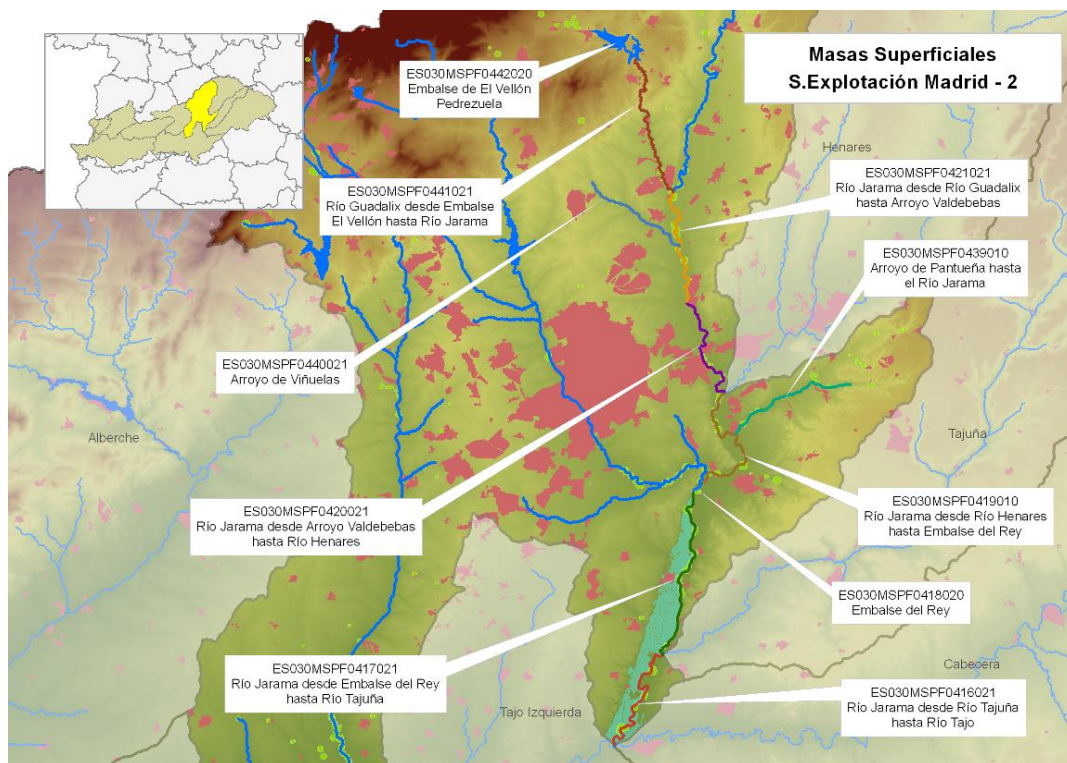 Masas Superficiales
S.Explotación Madrid - 2
ES030MSPF0442020
Embalse de El Vellón
Pedrezuela
Henares
ES030MSPF0421021
Río Jarama desde Río Guadalix
hasta Arroyo Valdebebas
ES030MSPF0441021
Río Guadalix desde Embalse
El Vellón hasta Río Jarama
ES030MSPF0439010
Arroyo de Pantueña hasta
el Río Jarama
ES030MSPF0440021
Arroyo de Viñuelas
Alberche
Tajuña
ES030MSPF0420021
Río Jarama desde Arroyo Valdebebas
hasta Río Henares
ES030MSPF0419010
Río Jarama desde Río Henares
hasta Embalse del Rey
ES030MSPF0418020
Embalse del Rey
ES030MSPF0417021
Río Jarama desde Embalse del Rey
hasta Río Tajuña
Cabecera
Tajo Izquierda
ES030MSPF0416021
Río Jarama desde Río Tajuña
hasta Río Tajo